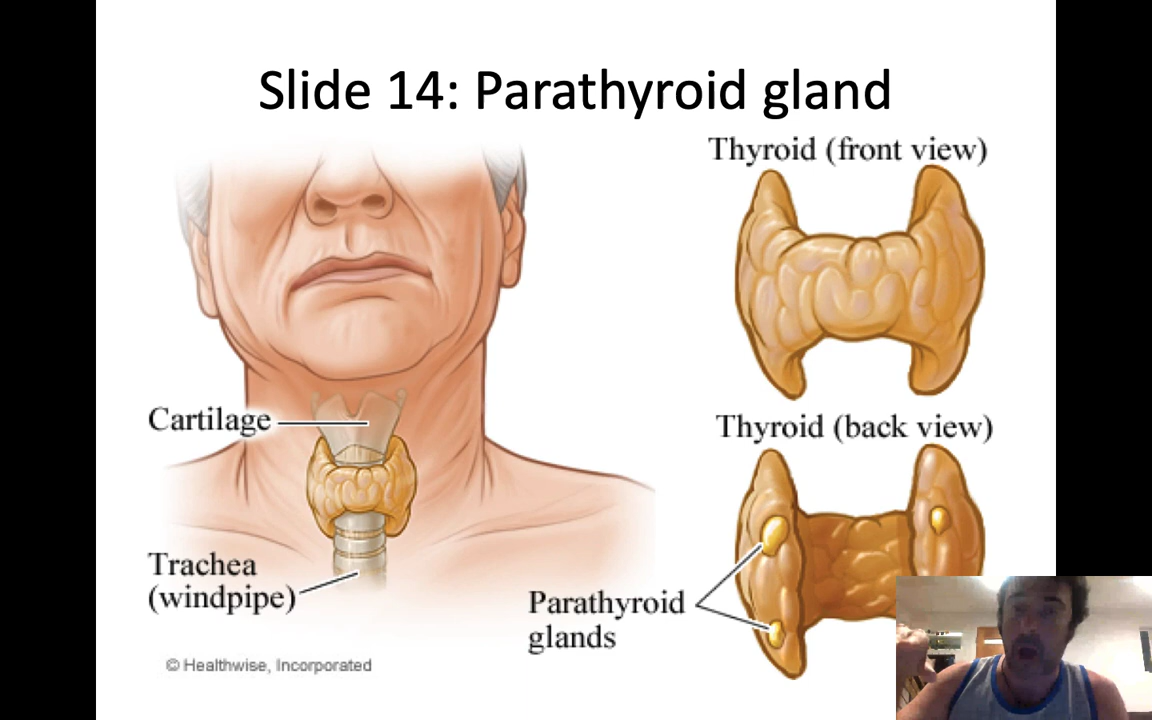 Slide 14: Parathyroid gland
Thyroid (front view)
Cartilage
Thyroid (back view)
Trachea
(windpipe)
Parathyroid
glands
© Healthwise, Incorporated